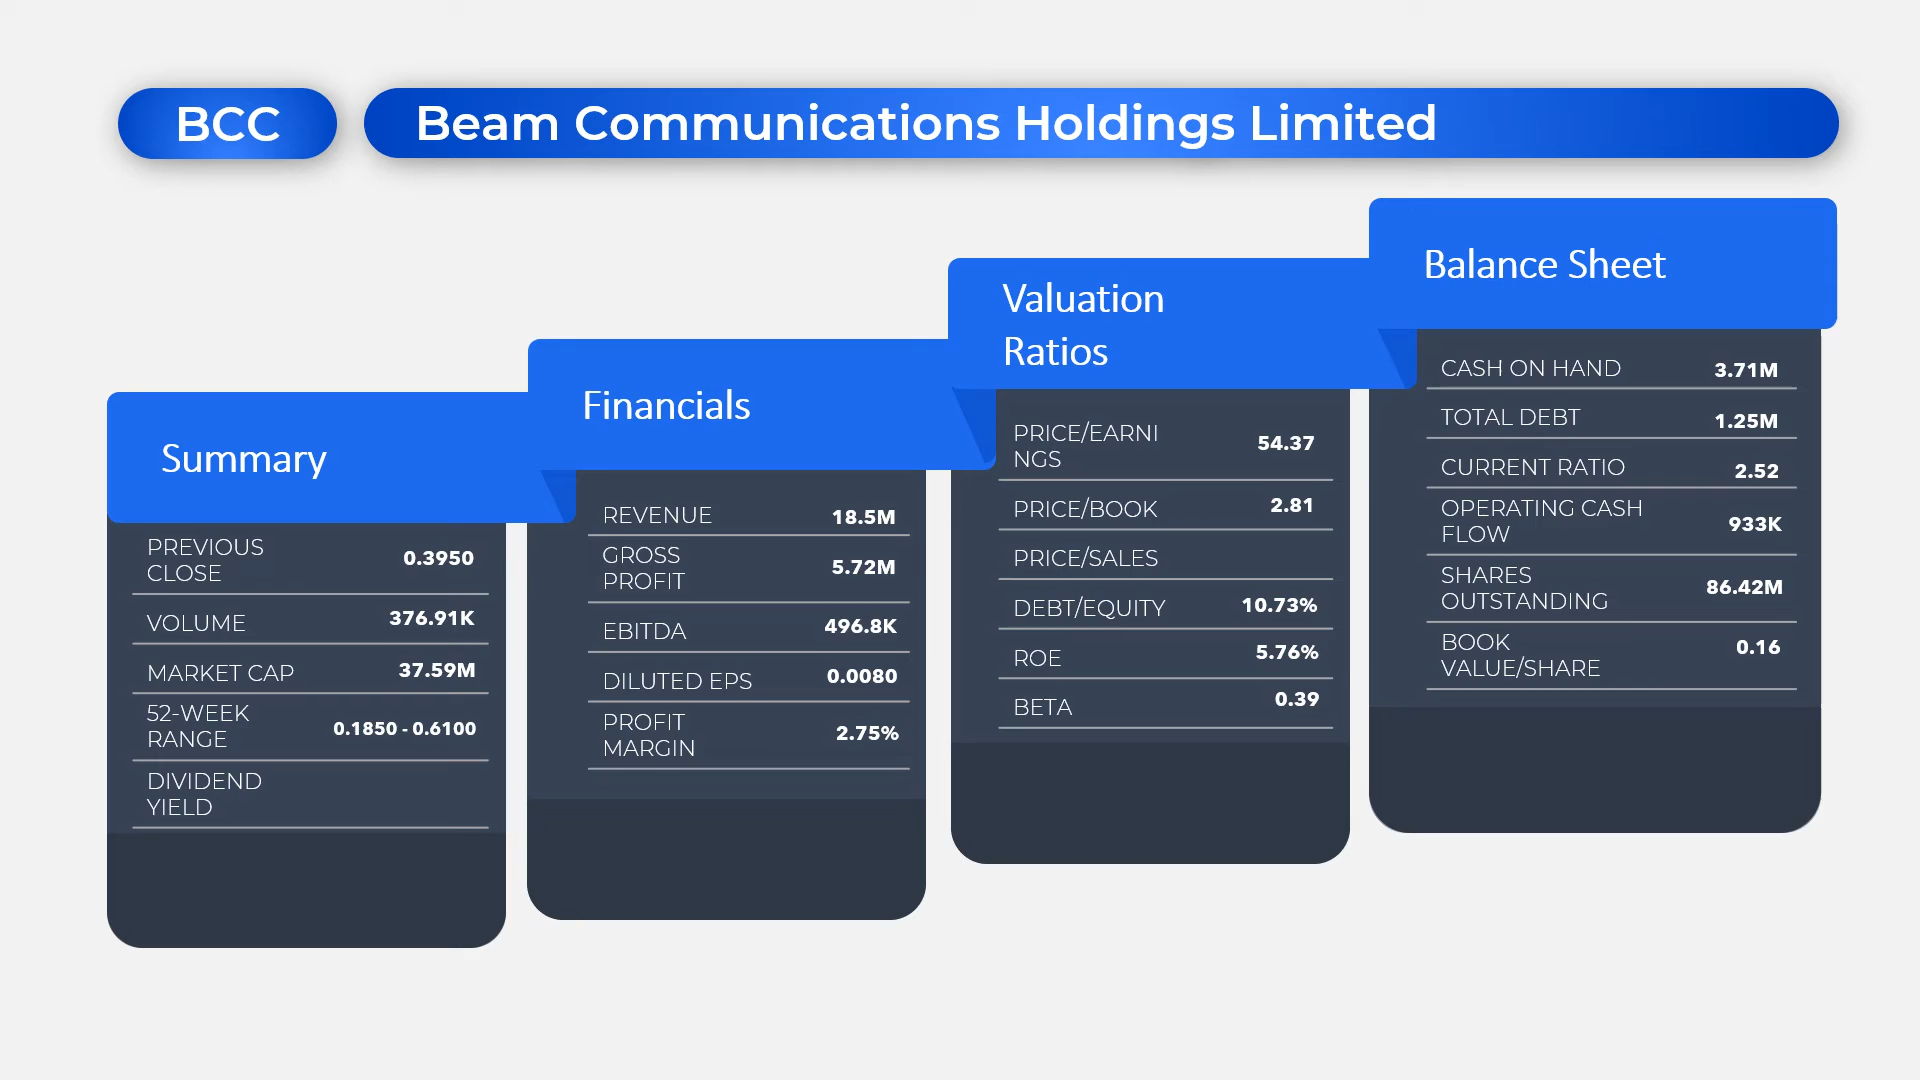 BCC
Beam Communications Holdings Limited
Summary
PREVIOUS
CLOSE
0.3950
VOLUME
376.91K
MARKET CAP
37.59M
52-WEEK
RANGE
0.1850 - 0.6100
DIVIDEND
YIELD
Financials
REVENUE
18.5M
GROSS
PROFIT
5.72M
EBITDA
496.8K
DILUTED EPS
0.0080
PROFIT
MARGIN
2.75%
Valuation
Ratios
PRICE/EARNI
NGS
54.37
PRICE/BOOK
2.81
PRICE/SALES
DEBT/EQUITY
10.73%
ROE
5.76%
BETA
0.39
Balance Sheet
CASH ON HAND
3.71M
TOTAL DEBT
1.25M
CURRENT RATIO
2.52
OPERATING CASH
FLOW
933K
SHARES
OUTSTANDING
86.42M
BOOK
VALUE/SHARE
0.16